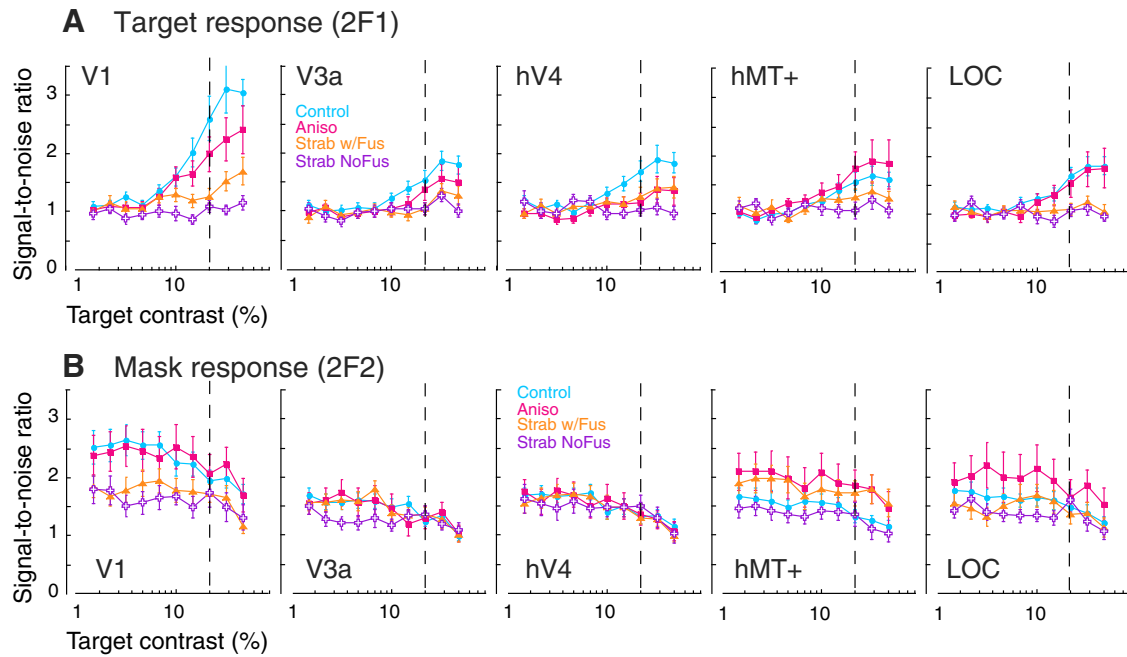 A Target response (2F1)
V1
V3a
hV4
hMT+
LOC
Signal-to-noise ratio
3
2
1
0
Control
Aniso
Strab w/Fus
Strab NoFus
1 10 1 10 1 10 1 10 1 10
Target contrast (%)
B Mask response (2F2)
Signal-to-noise ratio
3
2
1
0
Control
Aniso
Strab w/Fus
Strab NoFus
V1
V3a
hV4
hMT+
LOC
1 10 1 10 1 10 1 10 1 10
Target contrast (%)